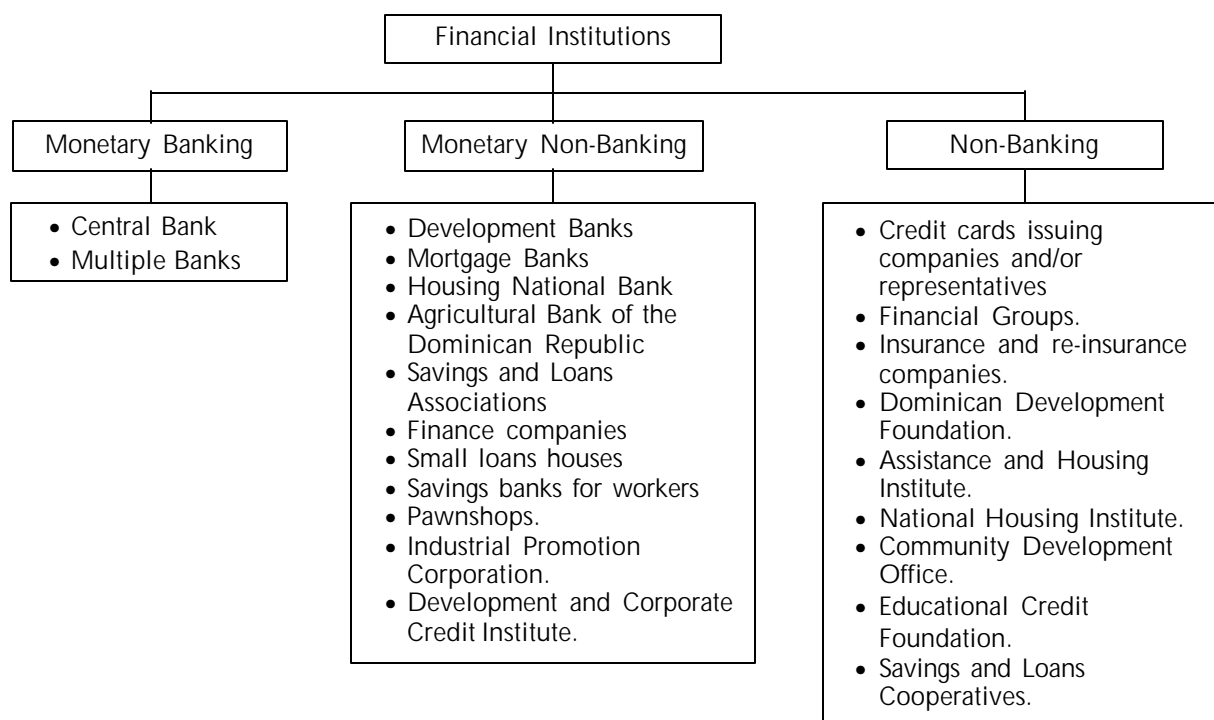 Financial Institutions
Monetary Banking
Monetary Non-Banking
Non-Banking
• Central Bank
• Multiple Banks
• Development Banks
• Mortgage Banks
• Housing National Bank
• Agricultural Bank of the
Dominican Republic
• Savings and Loans
Associations
• Finance companies
• Small loans houses
• Savings banks for workers
• Pawnshops.
• Industrial Promotion
Corporation.
• Development and Corporate
Credit Institute.
• Credit cards issuing
companies and/or
representatives
• Financial Groups.
• Insurance and re-insurance
companies.
• Dominican Development
Foundation.
• Assistance and Housing
Institute.
• National Housing Institute.
• Community Development
Office.
• Educational Credit
Foundation.
• Savings and Loans
Cooperatives.